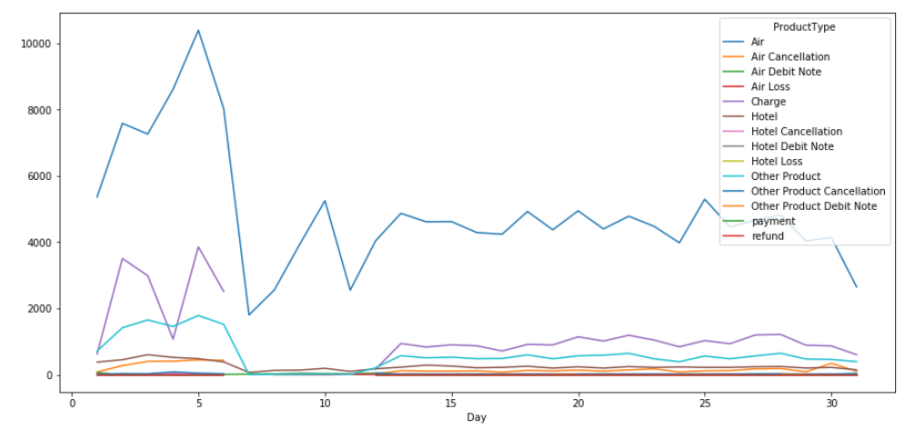 ProductType
Air
Air Cancellation
Air Debit Note
Air Loss
Charge
Hotel
Hotel Cancellation
Hotel Debit Note
Hotel Loss
Other Product
Other Product Cancellation
Other Product Debit Note
payment
refund
10000
8000
6000
4000
2000
0
0 5 10 15 20 25 30
Day